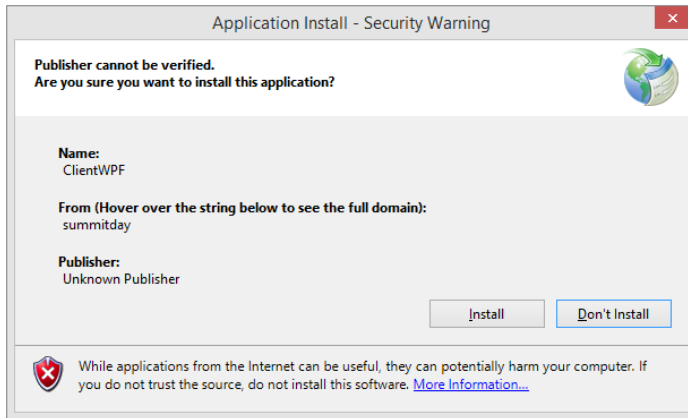 Application Install - Security Warning
Publisher cannot be verified.
Are you sure you want to install this application?
Name:
ClientWPF
From (Hover over the string below to see the full domain):
summitday
Publisher:
Unknown Publisher
Install
Don't Install
While applications from the Internet can be useful, they can potentially harm your computer. If
you do not trust the source, do not install this software. More Information...